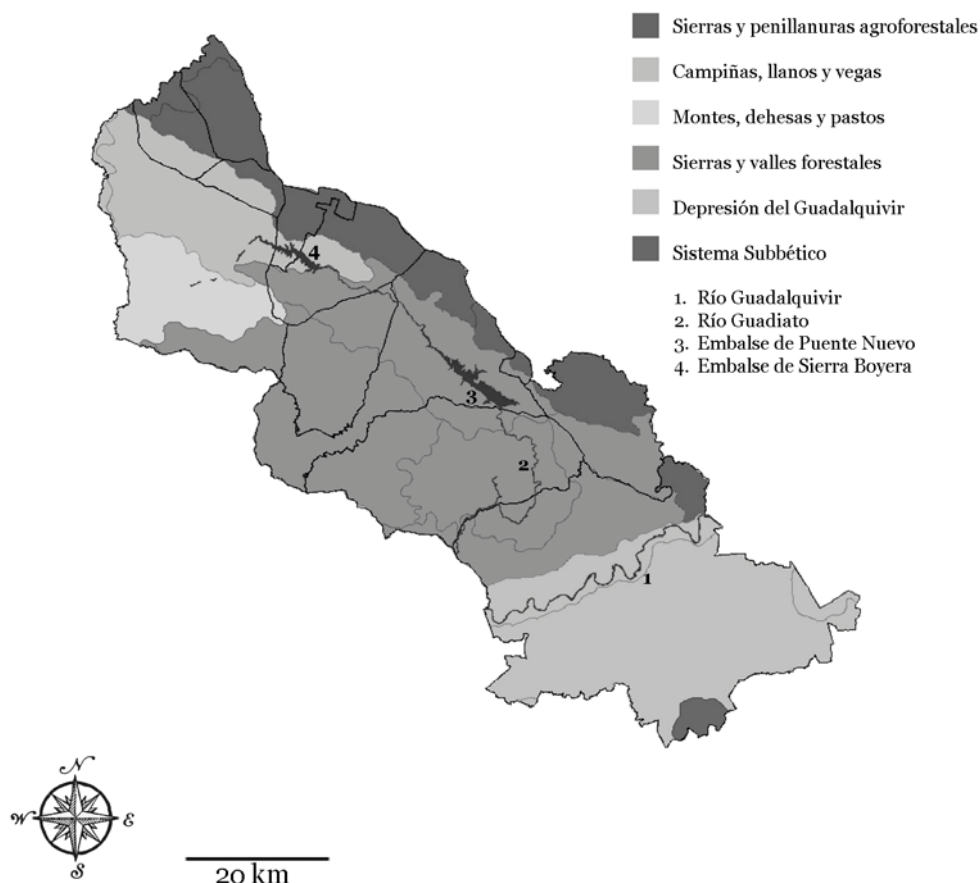 Sierras y penillanuras agroforestales
Campiñas, llanos y vegas
Montes, dehesas y pastos
Sierras y valles forestales
Depresión del Guadalquivir
Sistema Subbético
1. Río Guadalquivir
2. Río Guadiato
3. Embalse de Puente Nuevo
4. Embalse de Sierra Boyera
4
3
2
1
N
W E
S
20 km